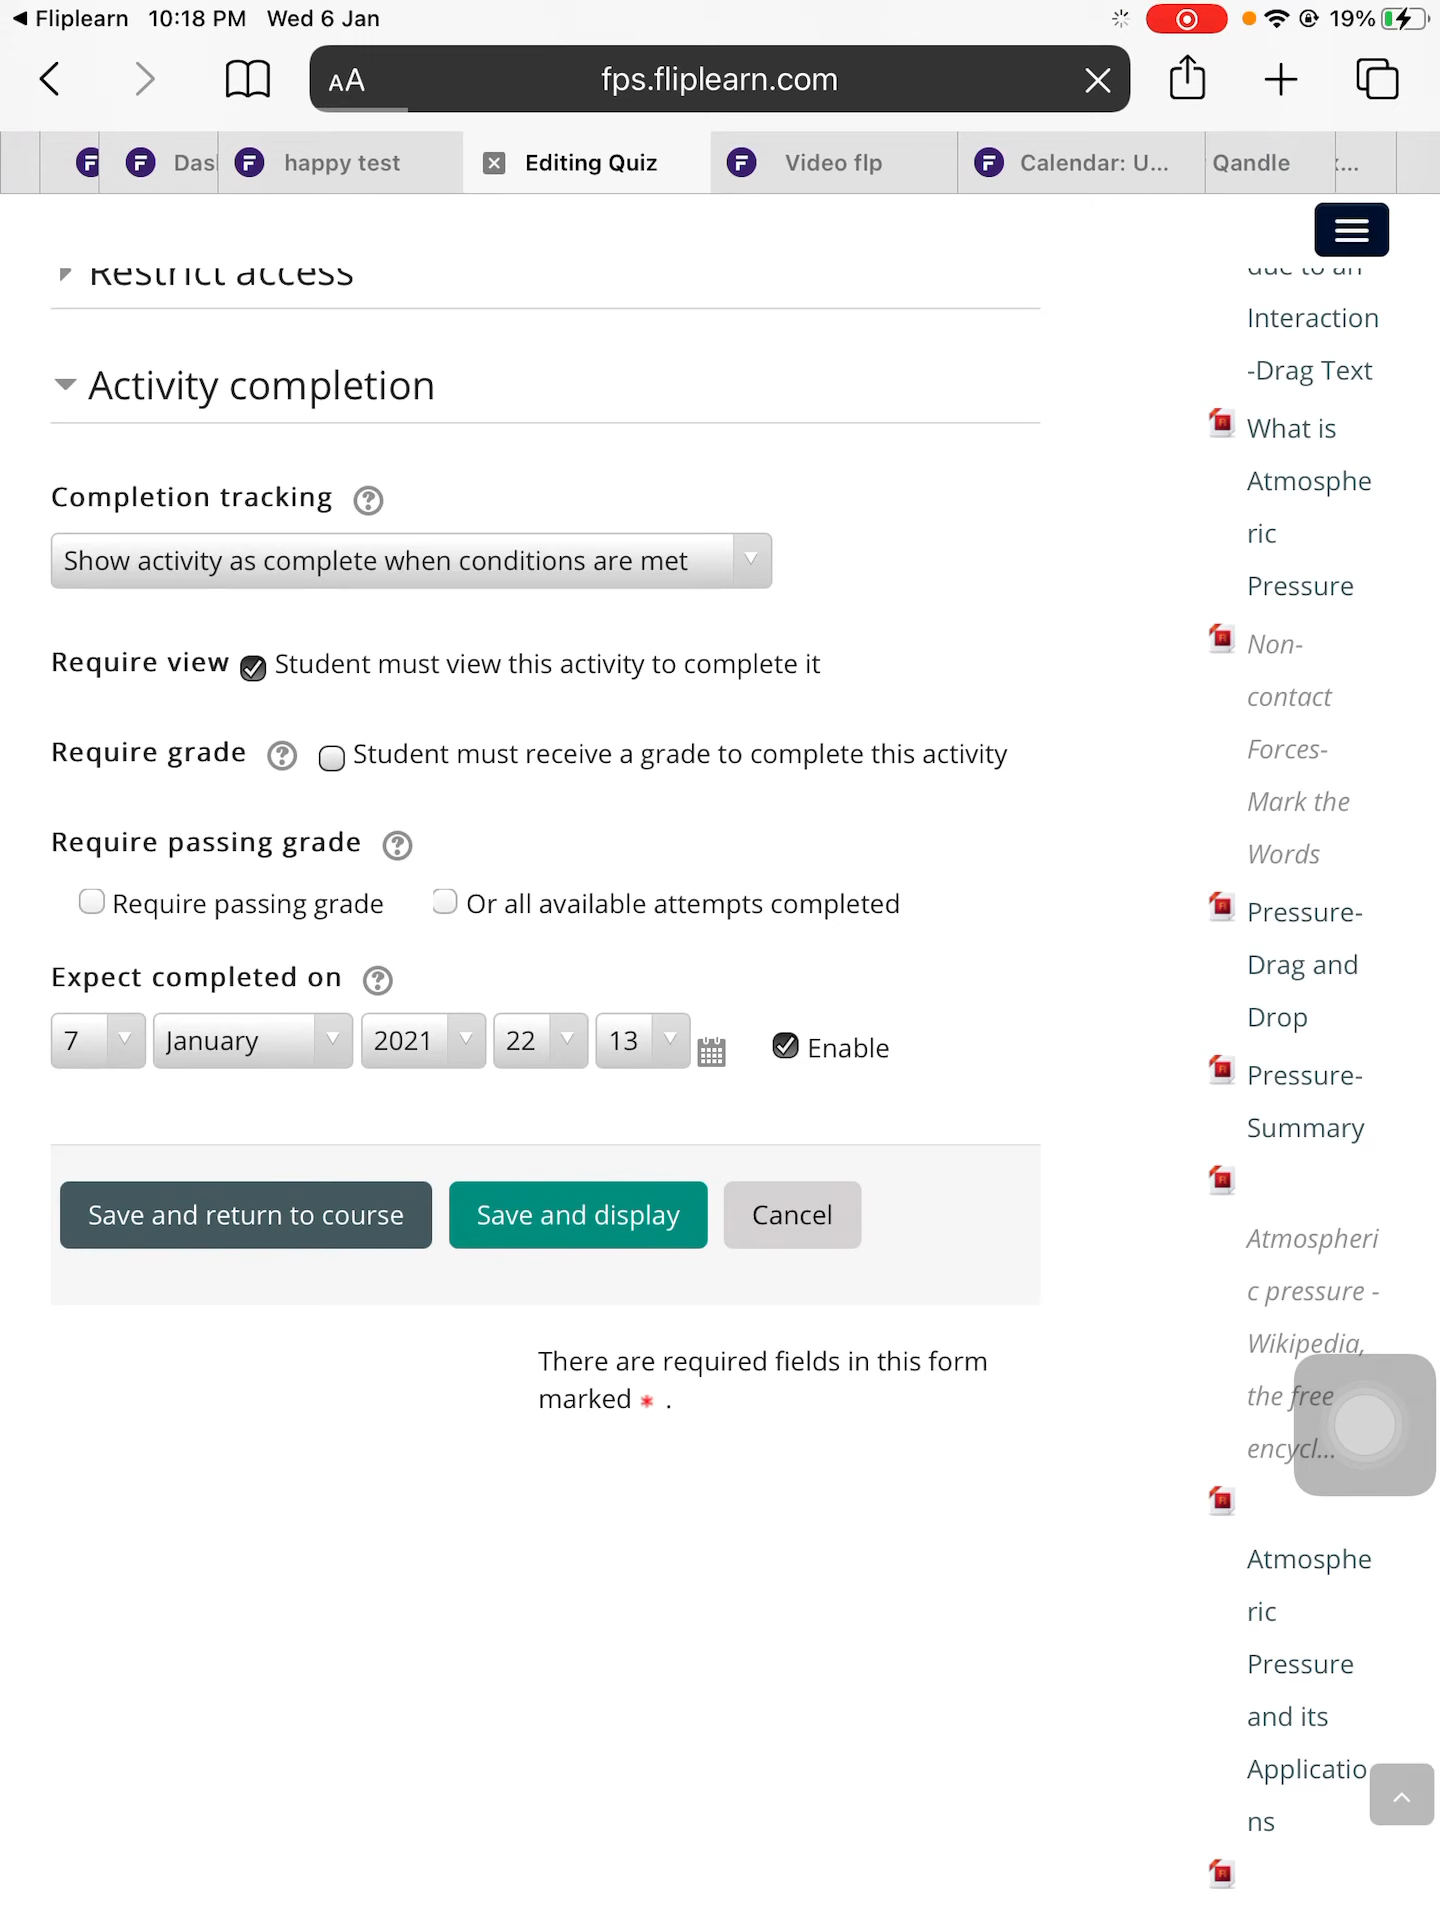 Fliplearn 10:18 PM Wed 6 Jan 19%
AA fps.fliplearn.com
happy test Editing Quiz Video flp Calendar: U... Qandle
Restrict access
Activity completion
Completion tracking
Show activity as complete when conditions are met
Require view Student must view this activity to complete it
Require grade Student must receive a grade to complete this activity
Require passing grade
Require passing grade Or all available attempts completed
Expect completed on
7 January 2021 22 13 Enable
Save and return to course Save and display Cancel
There are required fields in this form
marked * .
due to an
Interaction
-Drag Text
What is
Atmosphe
ric
Pressure
Non-
contact
Forces-
Mark the
Words
Pressure-
Drag and
Drop
Pressure-
Summary
Atmospheri
c pressure -
Wikipedia,
the free
encycl...
Atmosphe
ric
Pressure
and its
Applicatio
ns